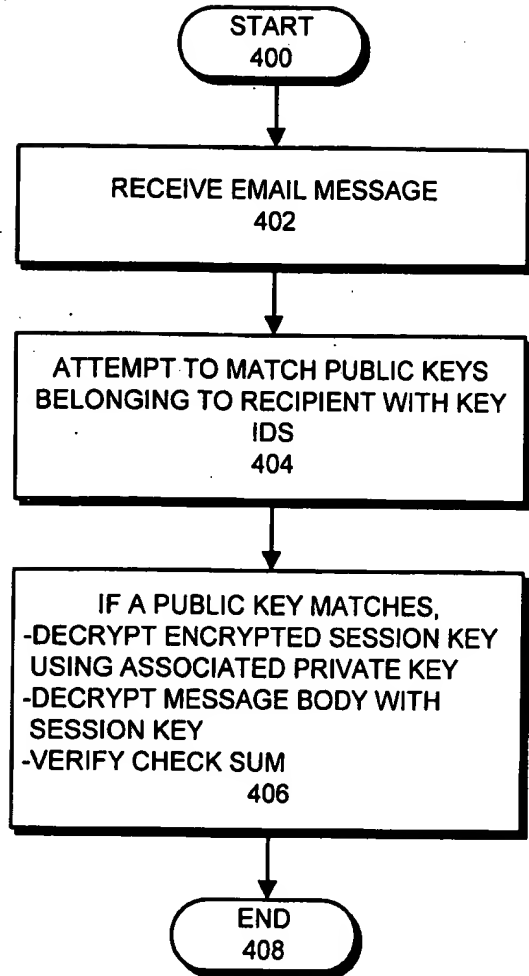 START
400
RECEIVE EMAIL MESSAGE
402
ATTEMPT TO MATCH PUBLIC KEYS
BELONGING TO RECIPIENT WITH KEY
IDS
404
IF A PUBLIC KEY MATCHES,
-DECRYPT ENCRYPTED SESSION KEY
USING ASSOCIATED PRIVATE KEY
-DECRYPT MESSAGE BODY WITH
SESSION KEY
-VERIFY CHECK SUM
406
END
408